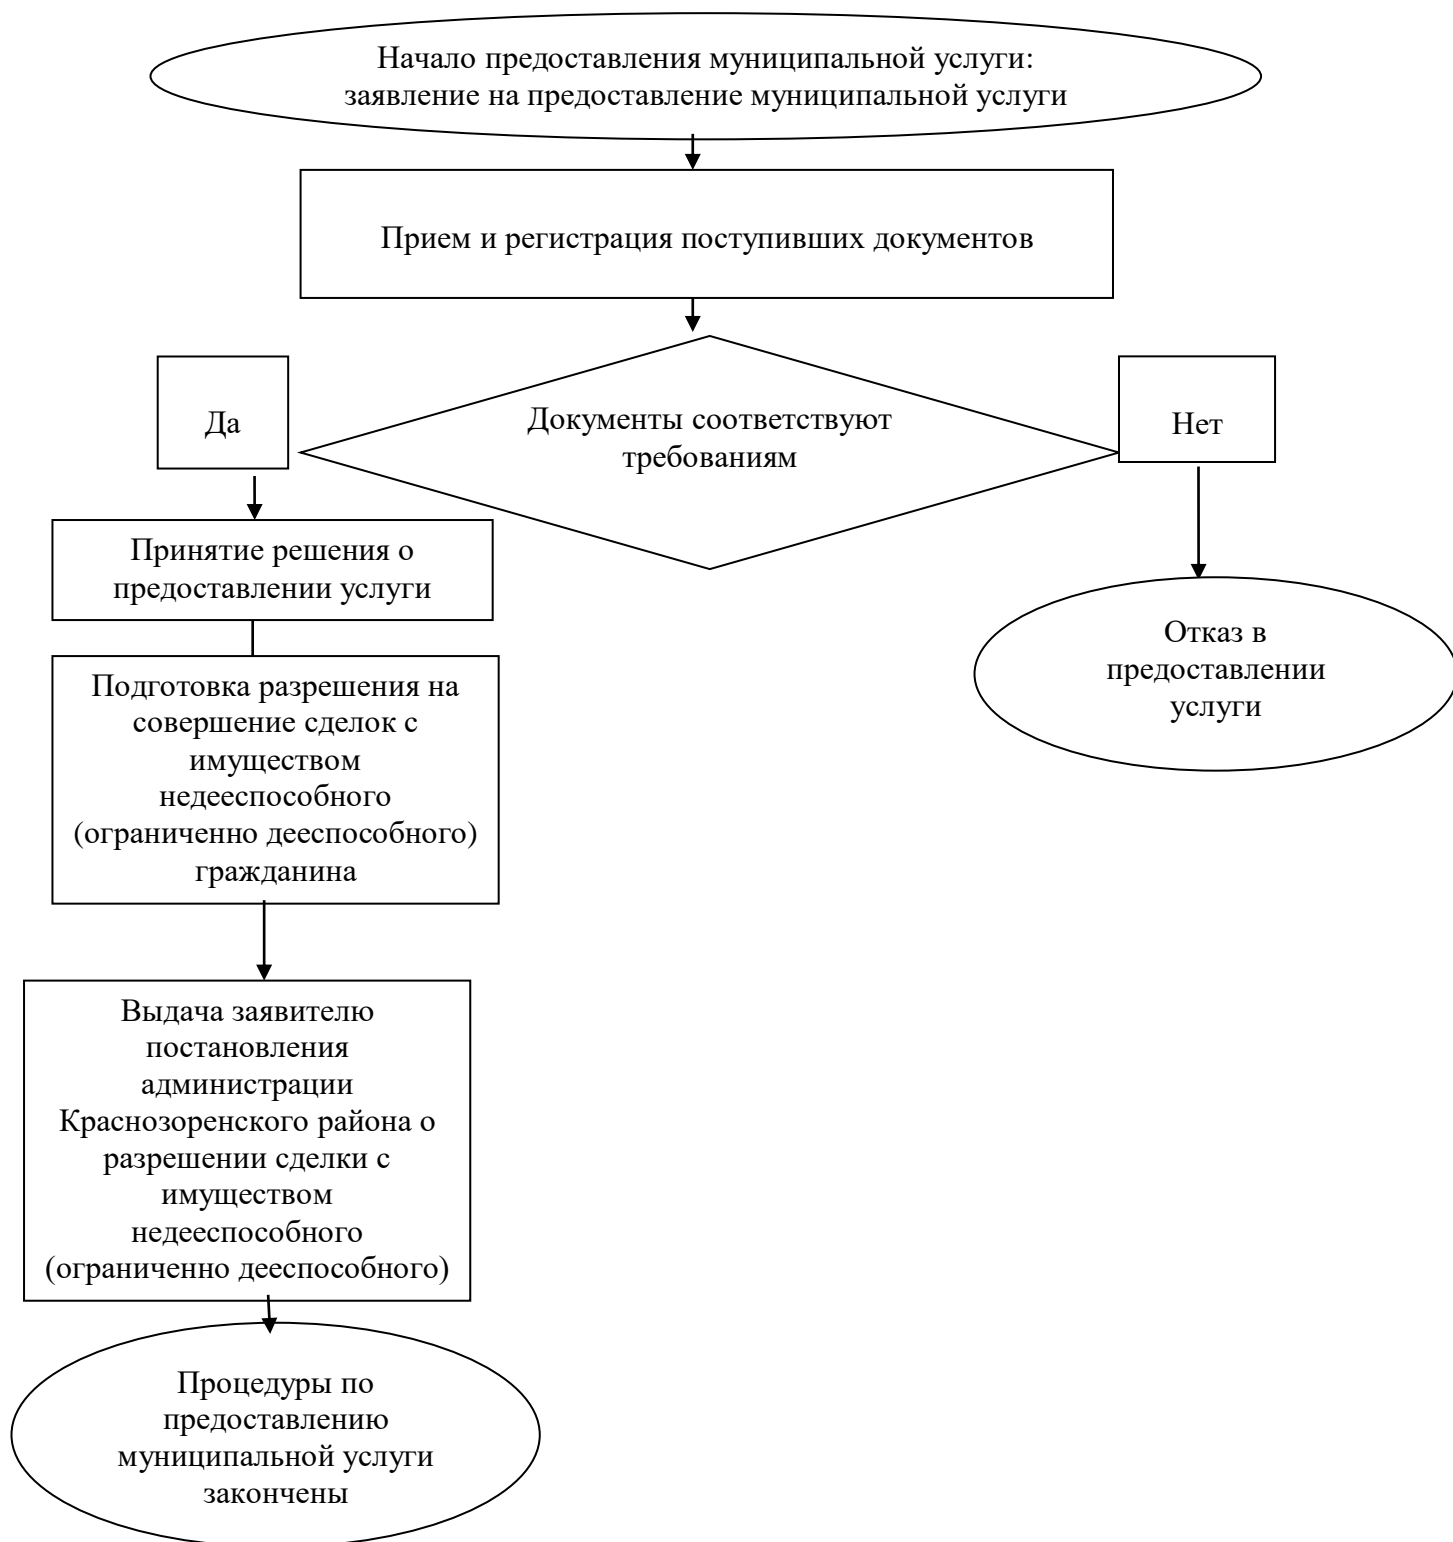 Начало предоставления муниципальной услуги:
заявление на предоставление муниципальной услуги
Прием и регистрация поступивших документов
Да
Документы соответствуют
требованиям
Нет
Принятие решения о
предоставлении услуги
Отказ в
предоставлении
услуги
Подготовка разрешения на
совершение сделок с
имуществом
недееспособного
(ограниченно дееспособного)
гражданина
Выдача заявителю
постановления
администрации
Краснозоренского района о
разрешении сделки с
имуществом
недееспособного
(ограниченно дееспособного)
Процедуры по
предоставлению
муниципальной услуги
закончены